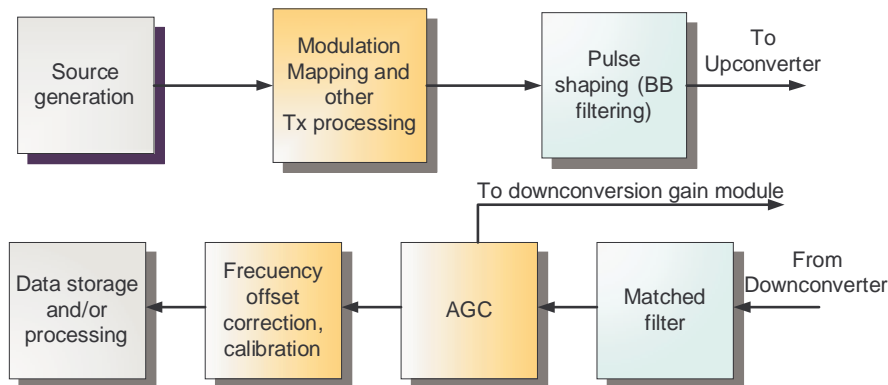 Source
generation
Modulation
Mapping and
other
Tx processing
Pulse
shaping (BB
filtering)
To
Upconverter
To downconversion gain module
Data storage
and/or
processing
Frecuency
offset
correction,
calibration
AGC
Matched
filter
From
Downconverter